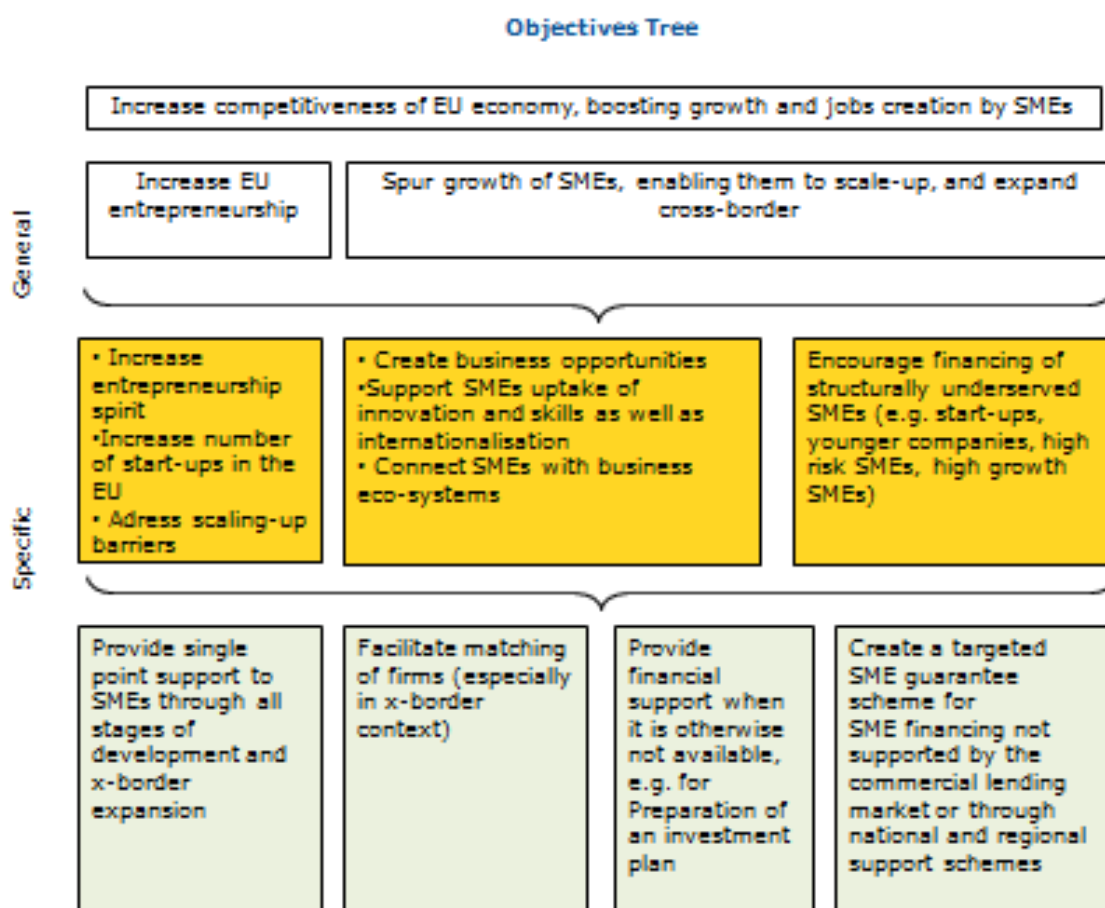 Objectives Tree
Increase competitiveness of EU economy, boosting growth and jobs creation by SMEs
General
Increase EU
entrepreneurship
Spur growth of SMEs, enabling them to scale-up, and expand
cross-border
Specific
• Increase
entrepreneurship
spirit
•Increase number
of start-ups in the
EU
• Adress scaling-up
barriers
• Create business opportunities
•Support SMEs uptake of
innovation and skills as well as
internationalisation
• Connect SMEs with business
eco-systems
Encourage financing of
structurally underserved
SMEs (e.g. start-ups,
younger companies, high
risk SMEs, high growth
SMEs)
Provide single
point support to
SMEs through all
stages of
development and
x-border
expansion
Facilitate matching
of firms (especially
in x-border
context)
Provide
financial
support when
it is otherwise
not available,
e.g. for
Preparation of
an investment
plan
Create a targeted
SME guarantee
scheme for
SME financing not
supported by the
commercial lending
market or through
national and regional
support schemes